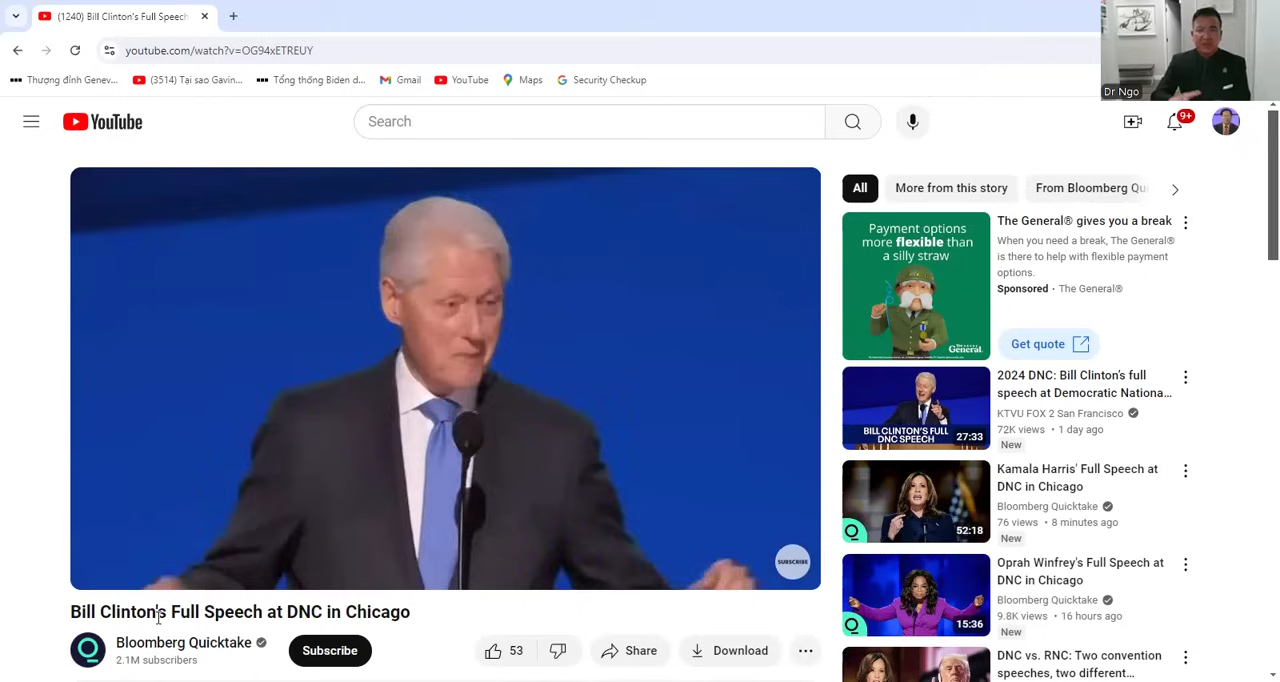 (1240) Bill Clinton's Full Speech
youtube.com/watch?v=OG94xETREUY
Thượng đỉnh Genev...
(3514) Tại sao Gavin...
Tổng thống Biden d...
Gmail
YouTube
Maps
Security Checkup
Dr Ngo
YouTube
Search
9+
All
More from this story
From Bloomberg Qu
Payment options
more flexible than
a silly straw
The General.
The General® gives you a break
When you need a break, The General®
is there to help with flexible payment
options.
Sponsored · The General®
Get quote
BILL CLINTON'S FULL
DNC SPEECH
27:33
2024 DNC: Bill Clinton's full
speech at Democratic Nationa...
KTVU FOX 2 San Francisco
72K views · 1 day ago
New
52:18
Kamala Harris' Full Speech at
DNC in Chicago
Bloomberg Quicktake
76 views · 8 minutes ago
New
15:36
Oprah Winfrey's Full Speech at
DNC in Chicago
Bloomberg Quicktake
9.8K views · 16 hours ago
New
DNC vs. RNC: Two convention
speeches, two different...
SUBSCRIBE
Bill Clinton's Full Speech at DNC in Chicago
Bloomberg Quicktake
2.1M subscribers
Subscribe
53
Share
Download